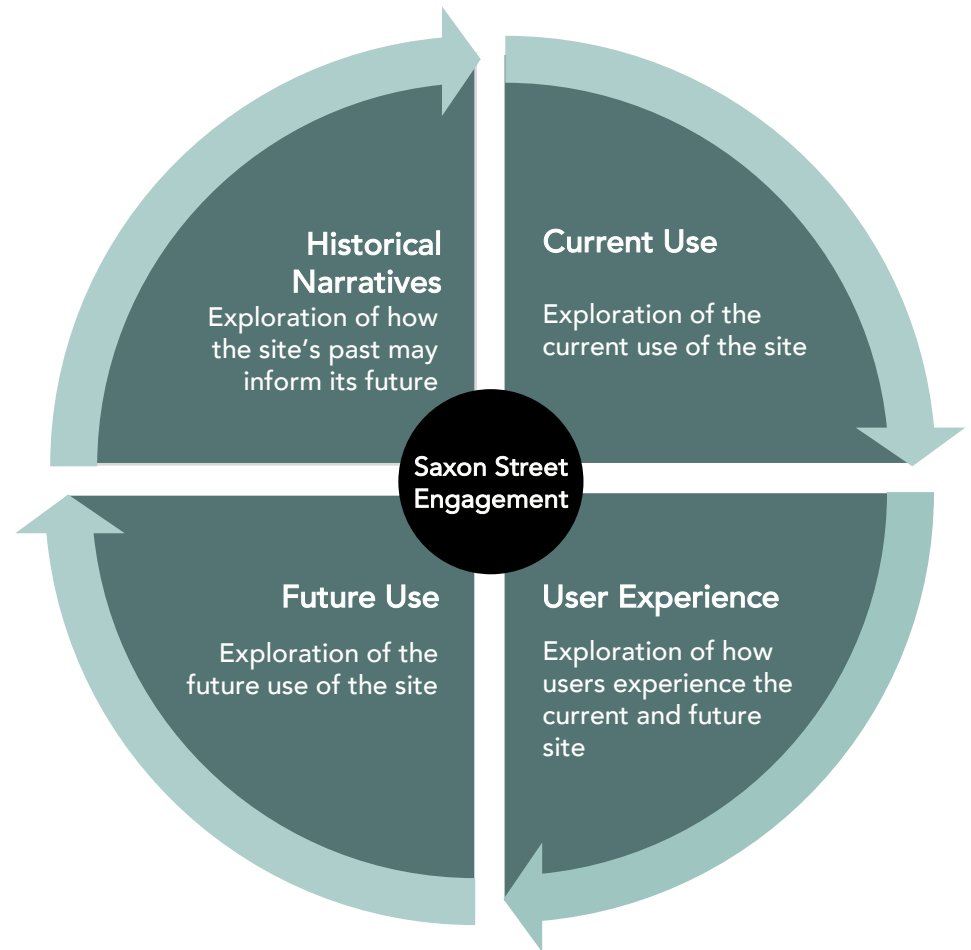 Historical
Narratives
Exploration of how
the site’s past may
inform its future
Current Use
Exploration of the
current use of the site
Saxon Street
Engagement
Future Use
Exploration of the
future use of the site
User Experience
Exploration of how
users experience the
current and future
site